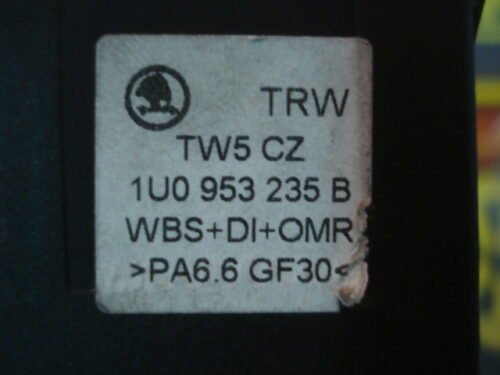 TRW
TW5 CZ
1U0 953 235 B
WBS+DI+OMR
>PA6.6 GF30<